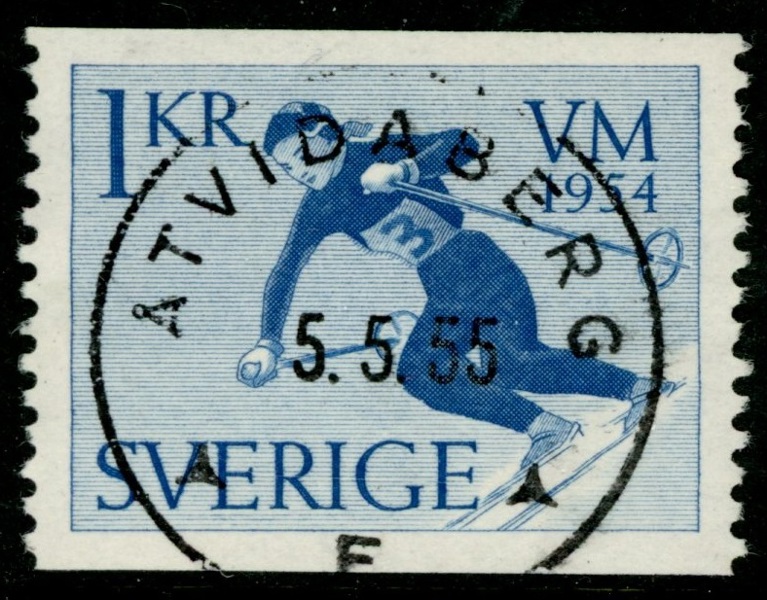 1 KR
VM
1954
ÅTVIDABERG
3
5.5.55
SVERIGE
F